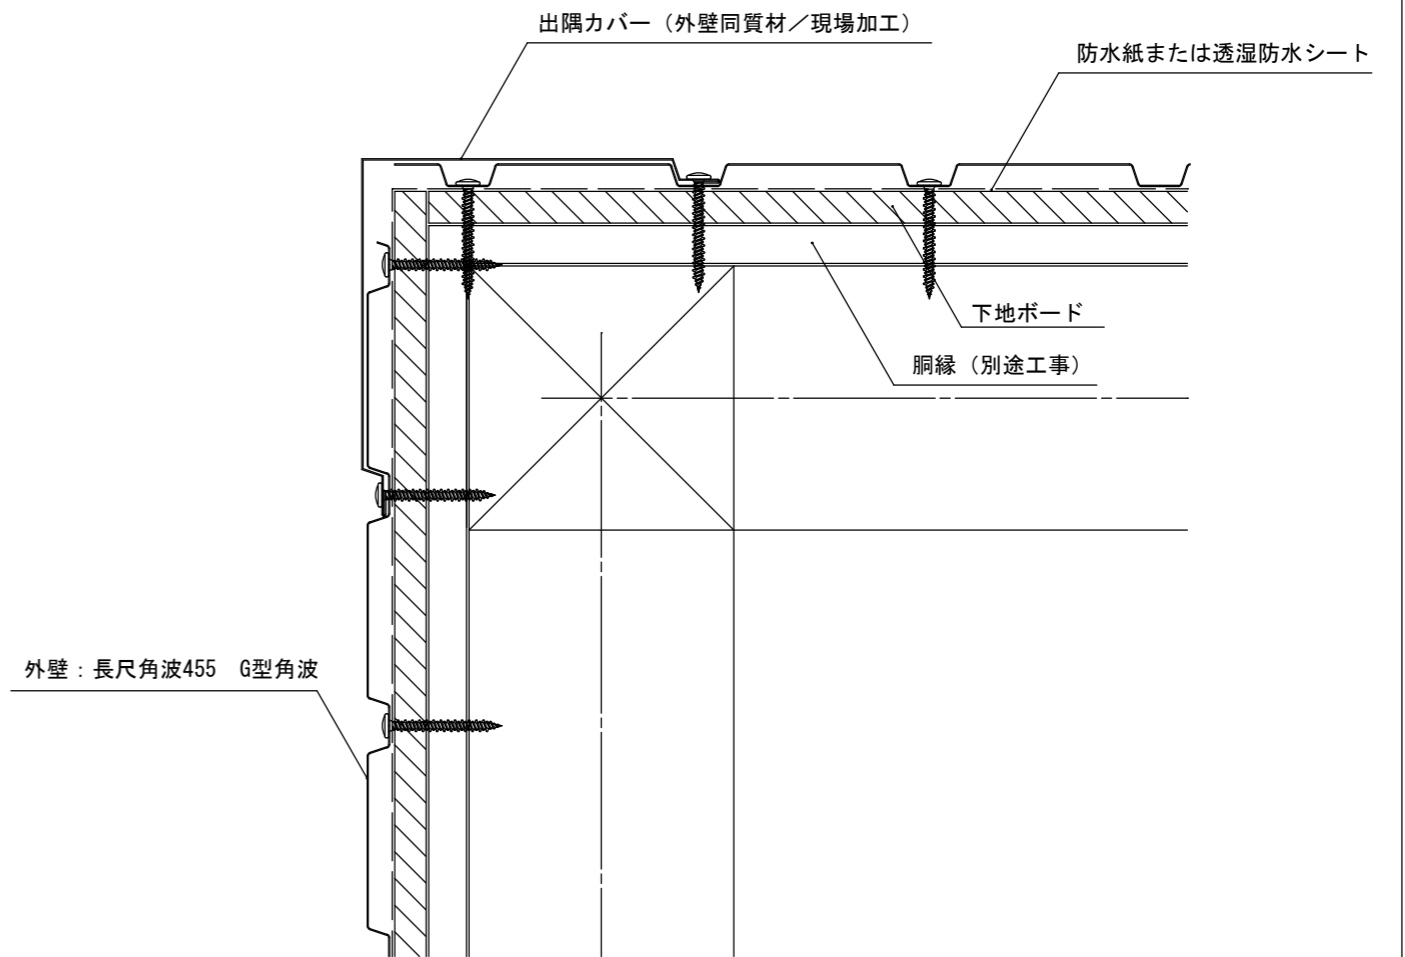 出隅カバー（外壁同質材／現場加工）
防水紙または透湿防水シート
下地ボード
胴縁（別途工事）
外壁：長尺角波455　G型角波